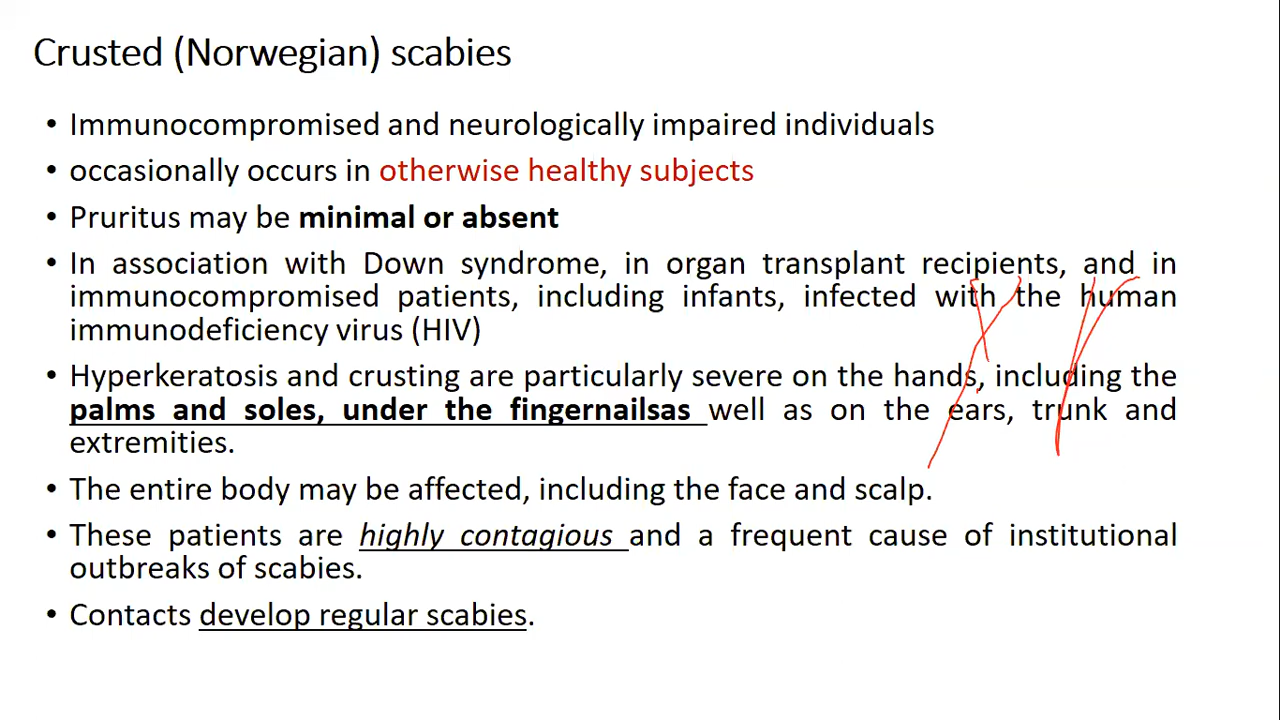 Crusted (Norwegian) scabies
• Immunocompromised and neurologically impaired individuals
• occasionally occurs in otherwise healthy subjects
• Pruritus may be minimal or absent
• In association with Down syndrome, in organ transplant recipients, and in
immunocompromised patients, including infants, infected with the human
immunodeficiency virus (HIV)
• Hyperkeratosis and crusting are particularly severe on the hands, including the
palms and soles, under the fingernailsas well as on the ears, trunk and
extremities.
• The entire body may be affected, including the face and scalp.
• These patients are highly contagious and a frequent cause of institutional
outbreaks of scabies.
• Contacts develop regular scabies.